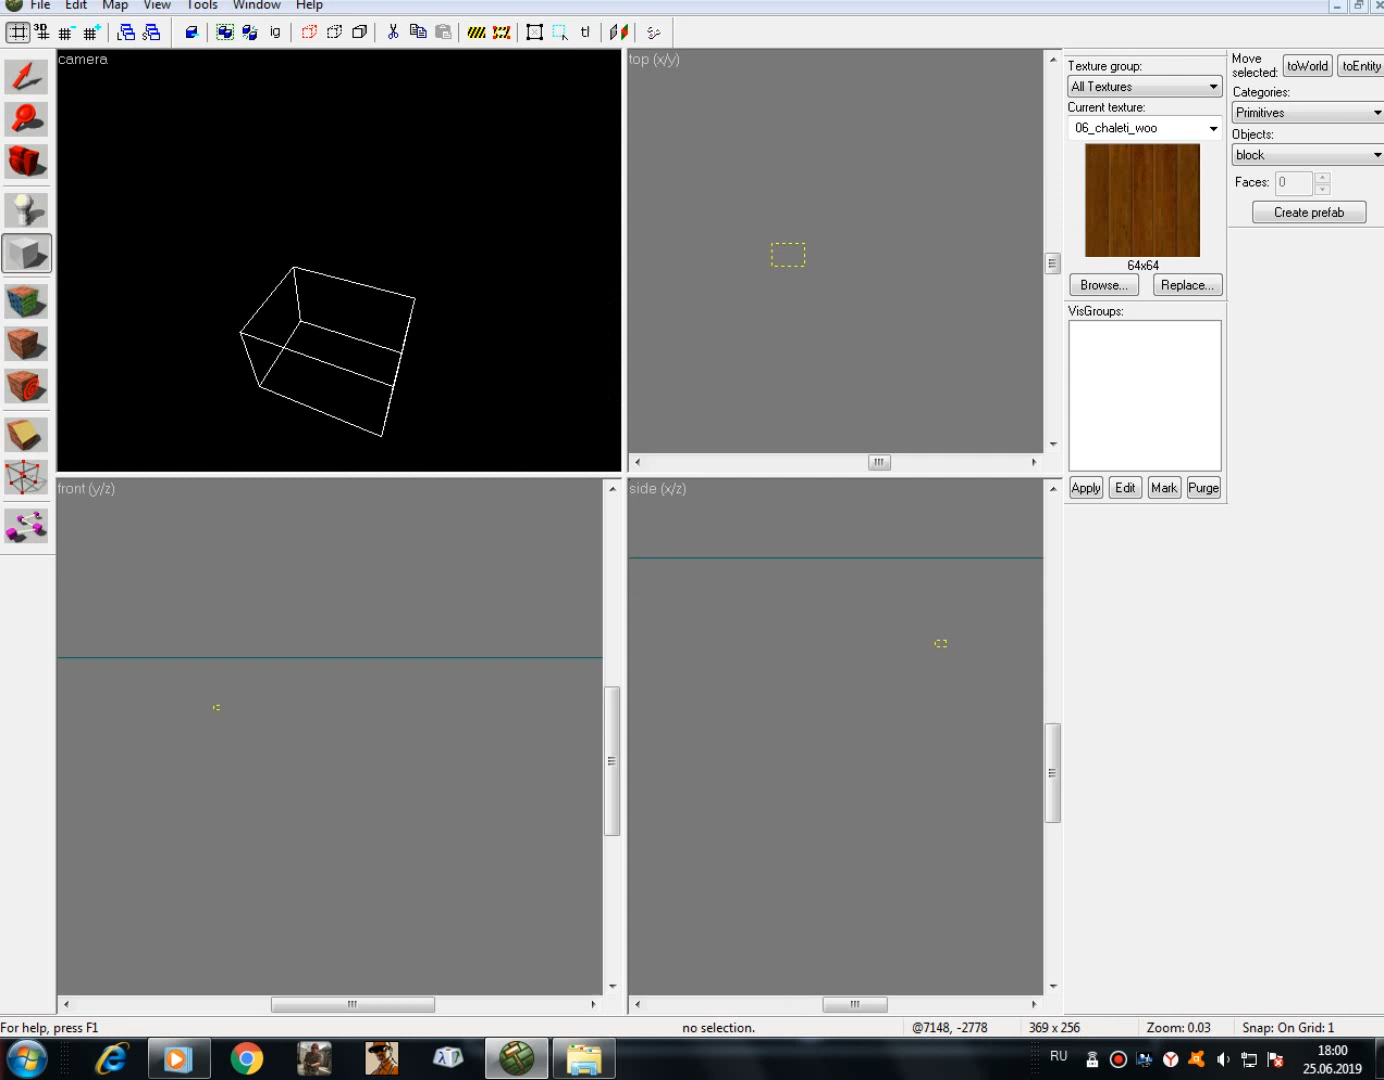 File Edit Map View Tools Window Help
3D ig tl
camera
top (x/y)
front (y/z)
side (x/z)
Texture group:
All Textures
Current texture:
06_chaleti_woo
64x64
Browse... Replace...
VisGroups:
Apply Edit Mark Purge
Move
selected: toWorld toEntity
Categories:
Primitives
Objects:
block
Faces: 0
Create prefab
For help, press F1 no selection. @7148, -2778 369 x 256 Zoom: 0.03 Snap: On Grid: 1
RU 18:00
25.06.2019